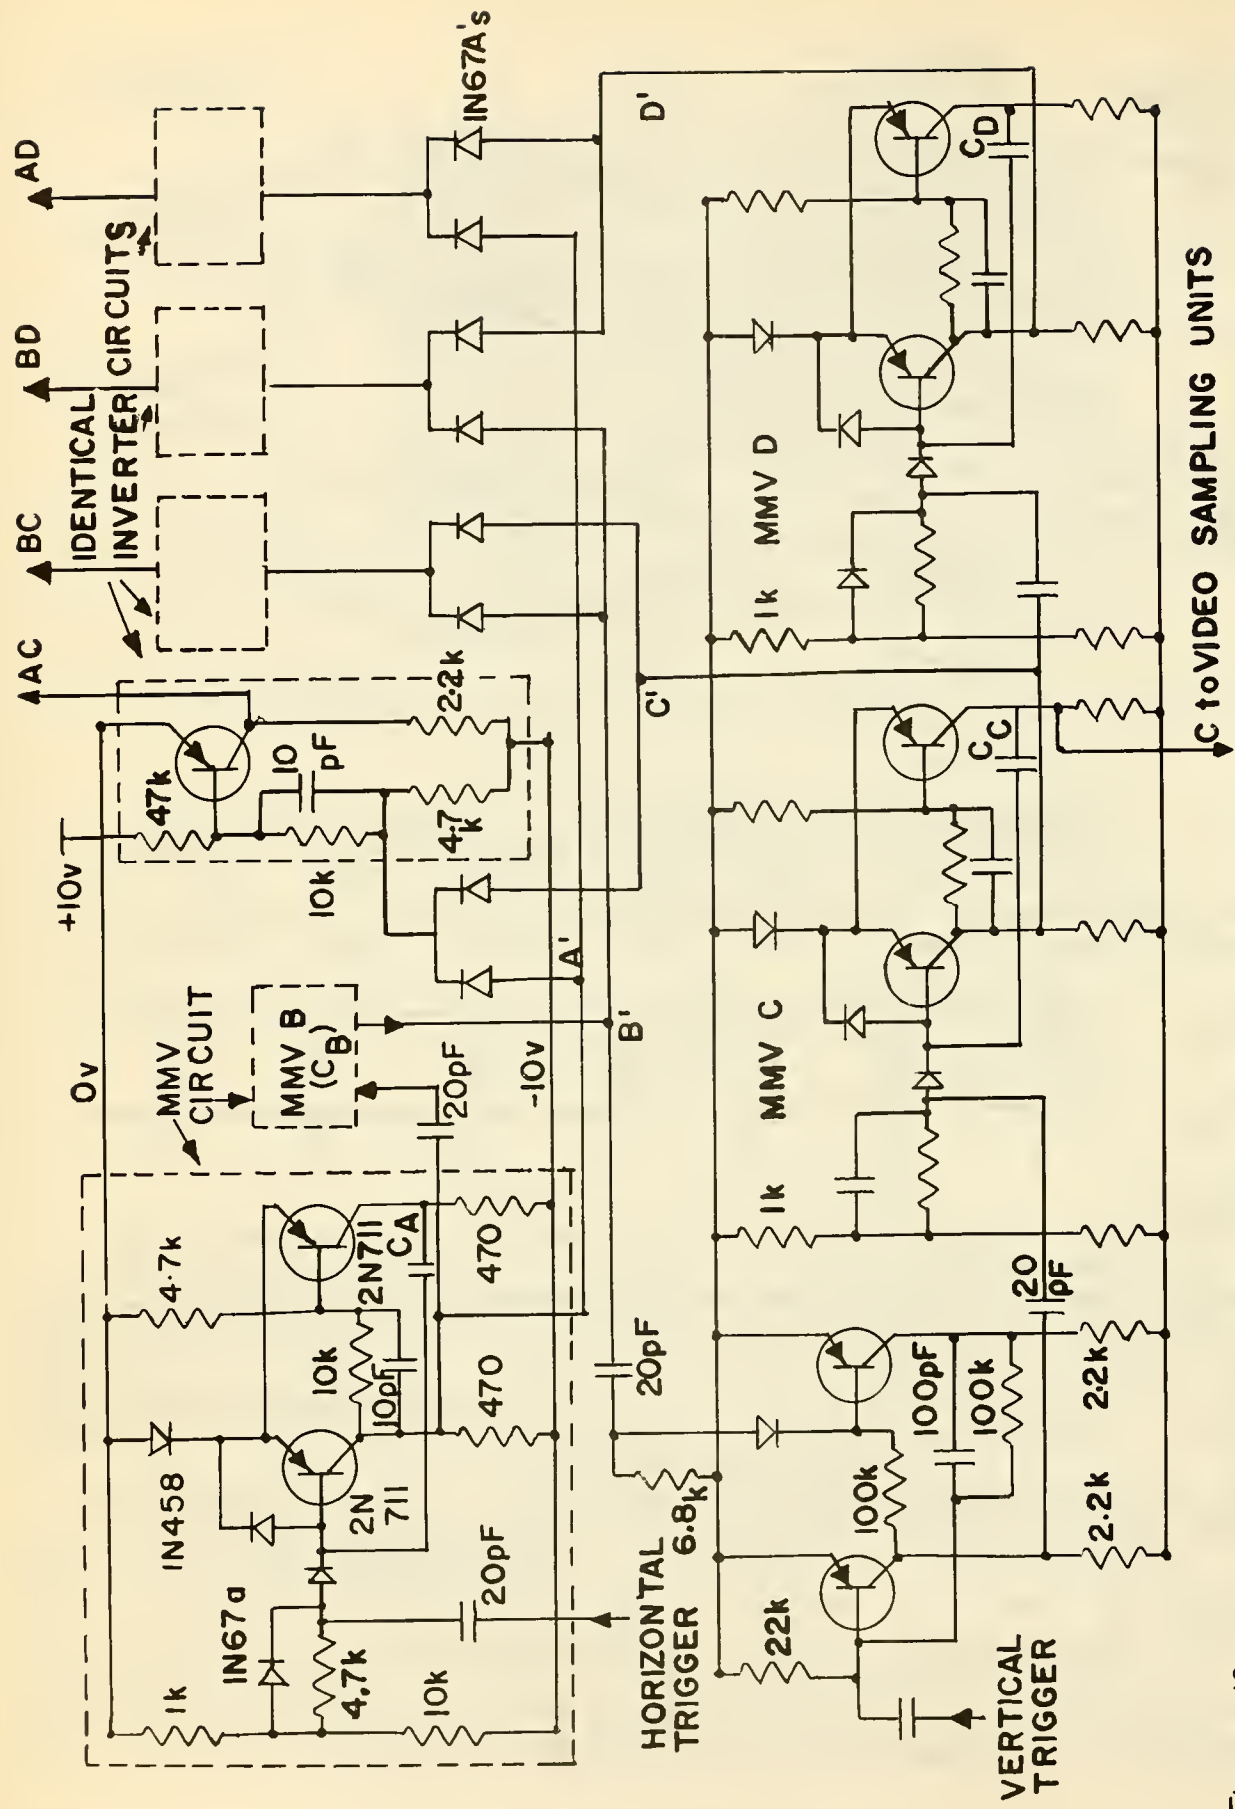 AC
BC
BD
AD
IDENTICAL
INVERTER CIRCUITS
+10v
0v
47k
10
pF
2.2k
10k
4.7
k
IN67A's
MMV
CIRCUIT
MMV B
(CB)
20pF
-10v
A'
B'
C'
D'
4.7k
2N711
CA
470
10k
10pF
470
IN458
2N
711
IN67a
1k
4.7k
10k
20pF
HORIZONTAL
TRIGGER
6.8k
20pF
22k
100k
100pF
100k
2.2k
2.2k
20
pF
VERTICAL
TRIGGER
1k
MMV C
CC
1k
MMV D
CD
C to VIDEO SAMPLING UNITS